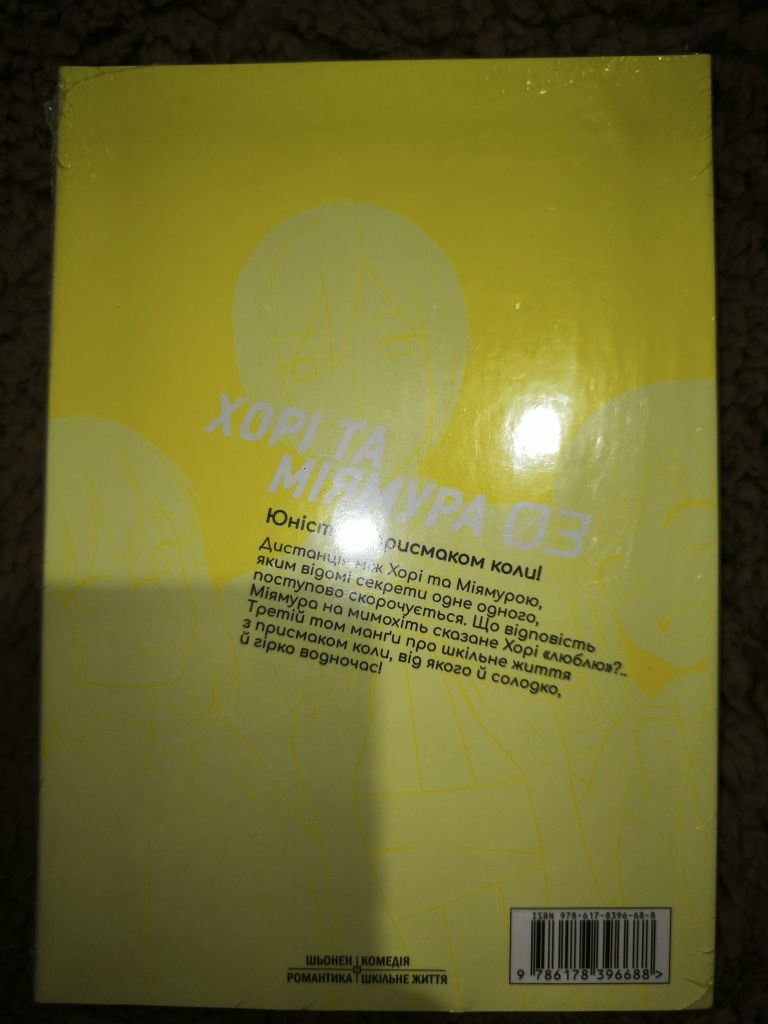 ХОРІ ТА
МІЯМУРА 03
присмаком коли!
Дистанція між Хорі та Міямурою,
яким відомі секрети одне одного,
поступово скорочується. Що відповість
Міямура на мимохіть сказане Хорі «люблю»?..
Третій том манґи про шкільне життя
з присмаком коли, від якого й солодко,
й гірко водночас!
ISBN 978-617-8396-68-8
9 786178 396688 >
ШЬОНЕН КОМЕДІЯ
РОМАНТИКА ШКІЛЬНЕ ЖИТТЯ